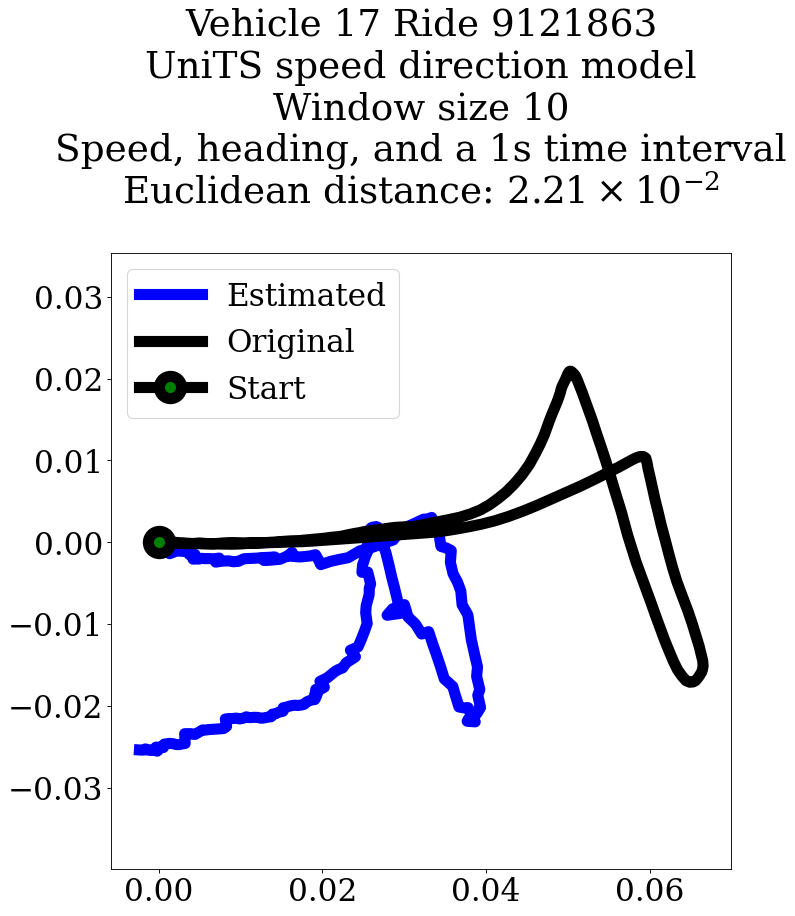 Vehicle 17 Ride 9121863
UniTS speed direction model
Window size 10
Speed, heading, and a 1s time interval
Euclidean distance: 2.21 × 10⁻²
Estimated
Original
Start
0.03
0.02
0.01
0.00
−0.01
−0.02
−0.03
0.00 0.02 0.04 0.06